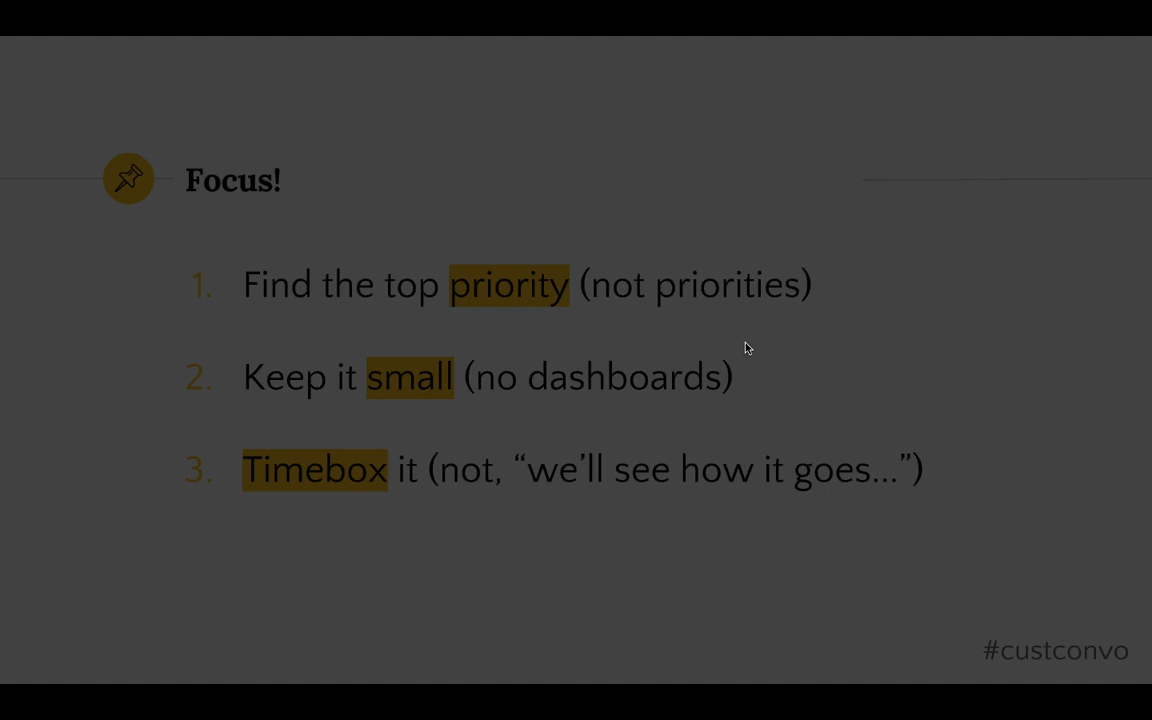 Focus!
1. Find the top priority (not priorities)
2. Keep it small (no dashboards)
3. Timebox it (not, “we’ll see how it goes...”)
#custconvo